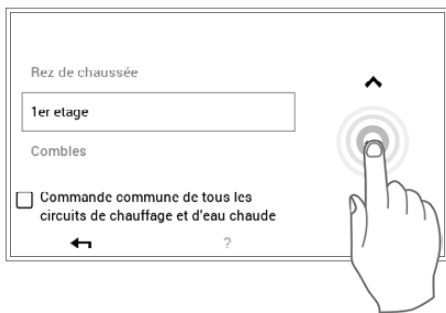 Rez de chaussée
1er etage
Combles
Commande commune de tous les
circuits de chauffage et d'eau chaude
?